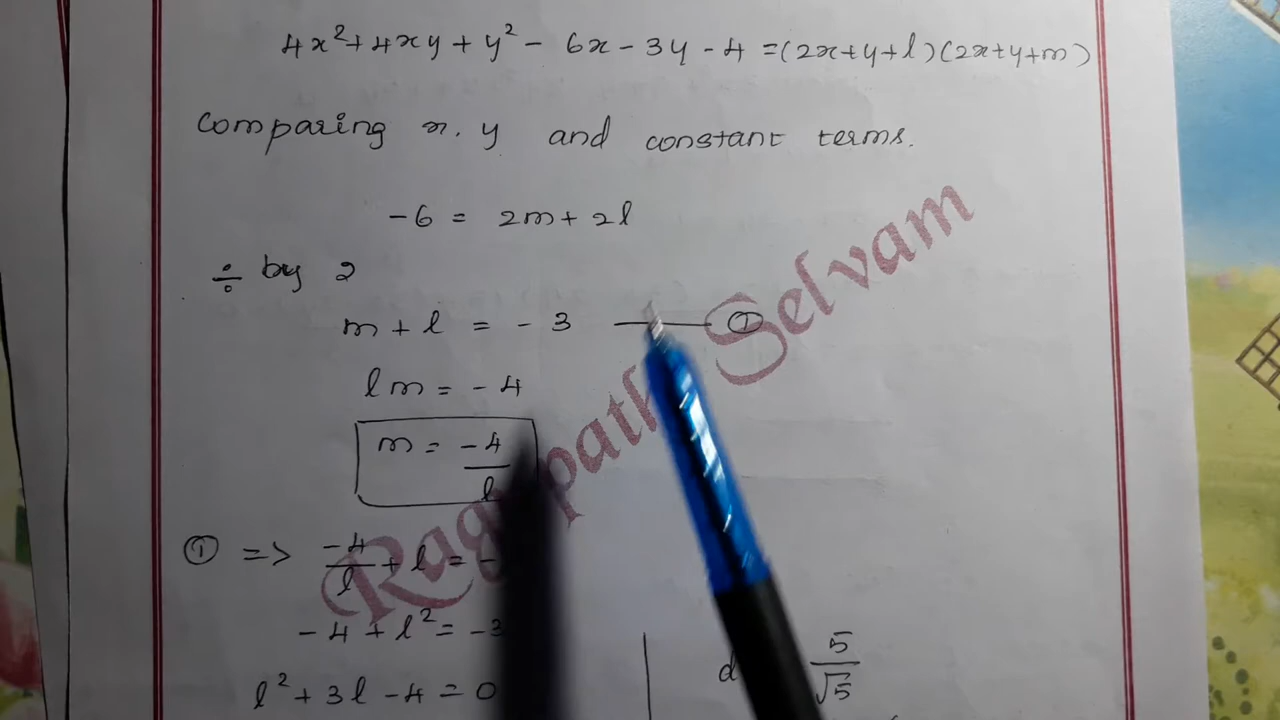 4x²+4xy+y²-6x-3y-4=(2x+y+l)(2x+y+m)
Comparing x, y and constant terms.
-6 = 2m+2l
÷ by 2
m+l = -3 —— ①
lm = -4
m = -4/l
① => -4/l + l = -
-4+l² = -3
l²+3l-4=0
d 5/√5
Selvam